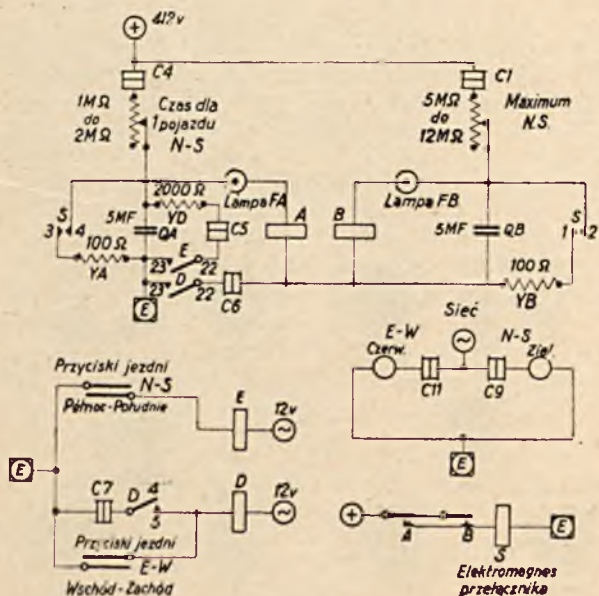 412v
C4
C1
1MΩ
do
2MΩ
Czas dla
1 pojazdu
N-S
5MΩ
do
12MΩ
Maximum
N.S.
2000 Ω
YD
Lampa FA
A
B
Lampa FB
S
3 4
5MF
QA
C5
5MF
QB
S
1 2
100 Ω
YA
E
23 22
D
23 22
C6
100 Ω
YB
E
Sieć
E-W
Czerw.
N-S
Ziel.
C11
C9
E
Przyciski jezdni
N-S
Północ-Południe
E
12v
E
C7
D
4
5
D
12v
Przyciski jezdni
E-W
Wschód-Zachód
A
B
S
E
Elektromagnes
przełącznika